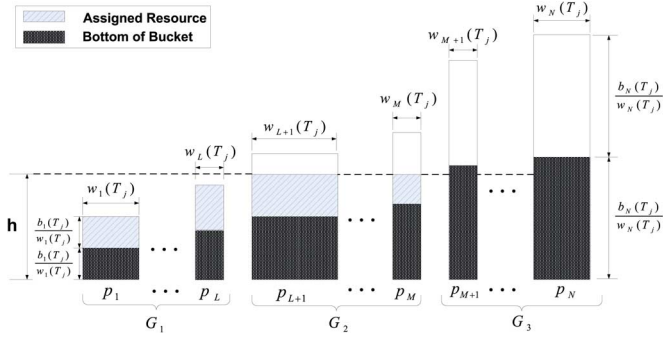 Assigned Resource
Bottom of Bucket
w_N(T_j)
w_{M+1}(T_j)
w_M(T_j)
w_{L+1}(T_j)
w_L(T_j)
w_1(T_j)
h
b_1(T_j)
w_1(T_j)
b_1(T_j)
w_1(T_j)
b_N(T_j)
w_N(T_j)
b_N(T_j)
w_N(T_j)
p_1 ••• p_L p_{L+1} ••• p_M p_{M+1} ••• p_N
G_1 G_2 G_3